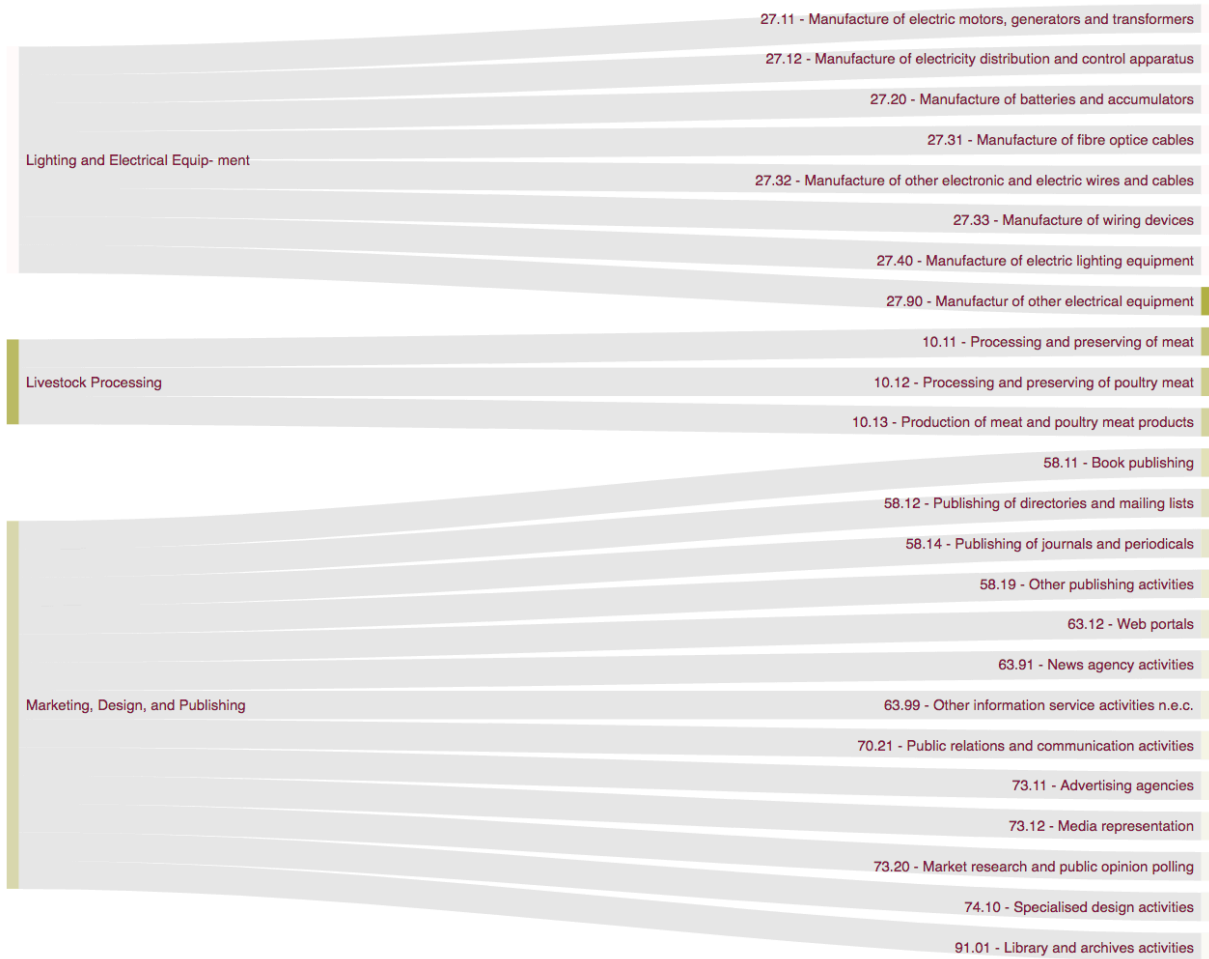 27.11 - Manufacture of electric motors, generators and transformers
27.12 - Manufacture of electricity distribution and control apparatus
27.20 - Manufacture of batteries and accumulators
27.31 - Manufacture of fibre optice cables
Lighting and Electrical Equip- ment
27.32 - Manufacture of other electronic and electric wires and cables
27.33 - Manufacture of wiring devices
27.40 - Manufacture of electric lighting equipment
27.90 - Manufactur of other electrical equipment
10.11 - Processing and preserving of meat
Livestock Processing
10.12 - Processing and preserving of poultry meat
10.13 - Production of meat and poultry meat products
58.11 - Book publishing
58.12 - Publishing of directories and mailing lists
58.14 - Publishing of journals and periodicals
58.19 - Other publishing activities
63.12 - Web portals
63.91 - News agency activities
Marketing, Design, and Publishing
63.99 - Other information service activities n.e.c.
70.21 - Public relations and communication activities
73.11 - Advertising agencies
73.12 - Media representation
73.20 - Market research and public opinion polling
74.10 - Specialised design activities
91.01 - Library and archives activities